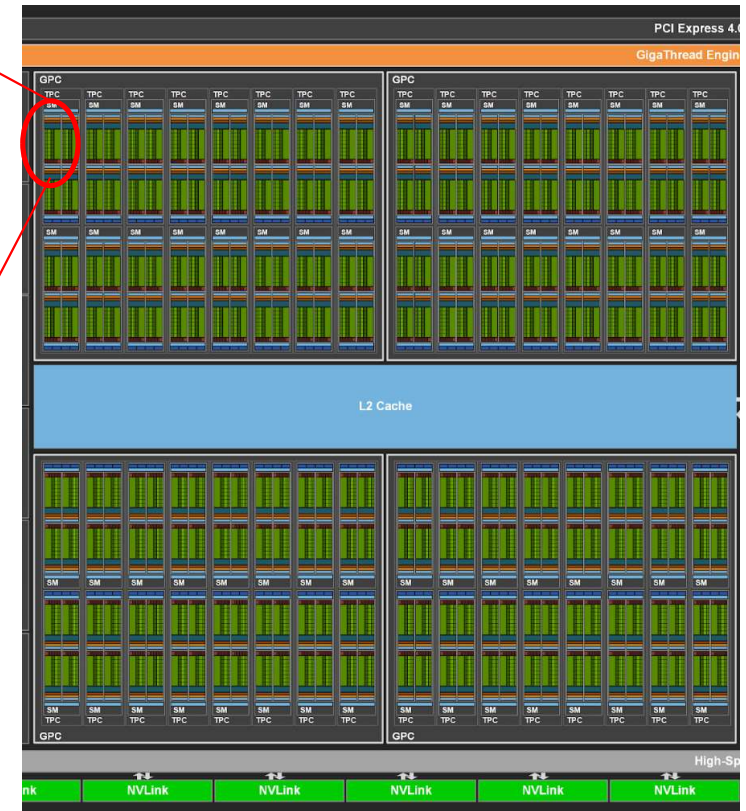 PCI Express 4.0
GigaThread Engin
GPC GPC
TPC TPC TPC TPC TPC TPC TPC TPC TPC TPC TPC TPC TPC TPC TPC TPC
SM SM SM SM SM SM SM SM SM SM SM SM SM SM SM SM
SM SM SM SM SM SM SM SM SM SM SM SM SM SM SM SM
L2 Cache
SM SM SM SM SM SM SM SM SM SM SM SM SM SM SM SM
SM SM SM SM SM SM SM SM SM SM SM SM SM SM SM SM
TPC TPC TPC TPC TPC TPC TPC TPC TPC TPC TPC TPC TPC TPC TPC TPC
GPC GPC
High-Sp
nk NVLink NVLink NVLink NVLink NVLink